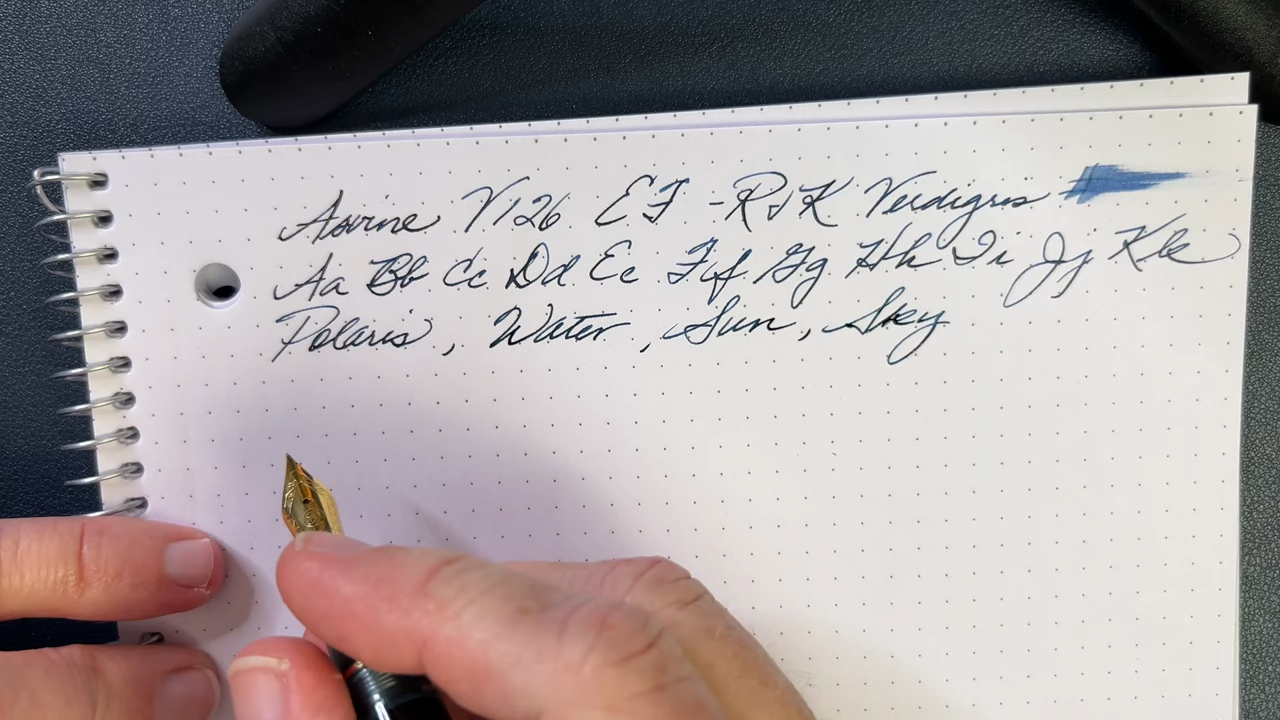 Asvine V126 EF - R&K Verdigris
Aa Bb Cc Dd Ee Ff Gg Hh Ii Jj Kk
Polaris, Water, Sun, Sky